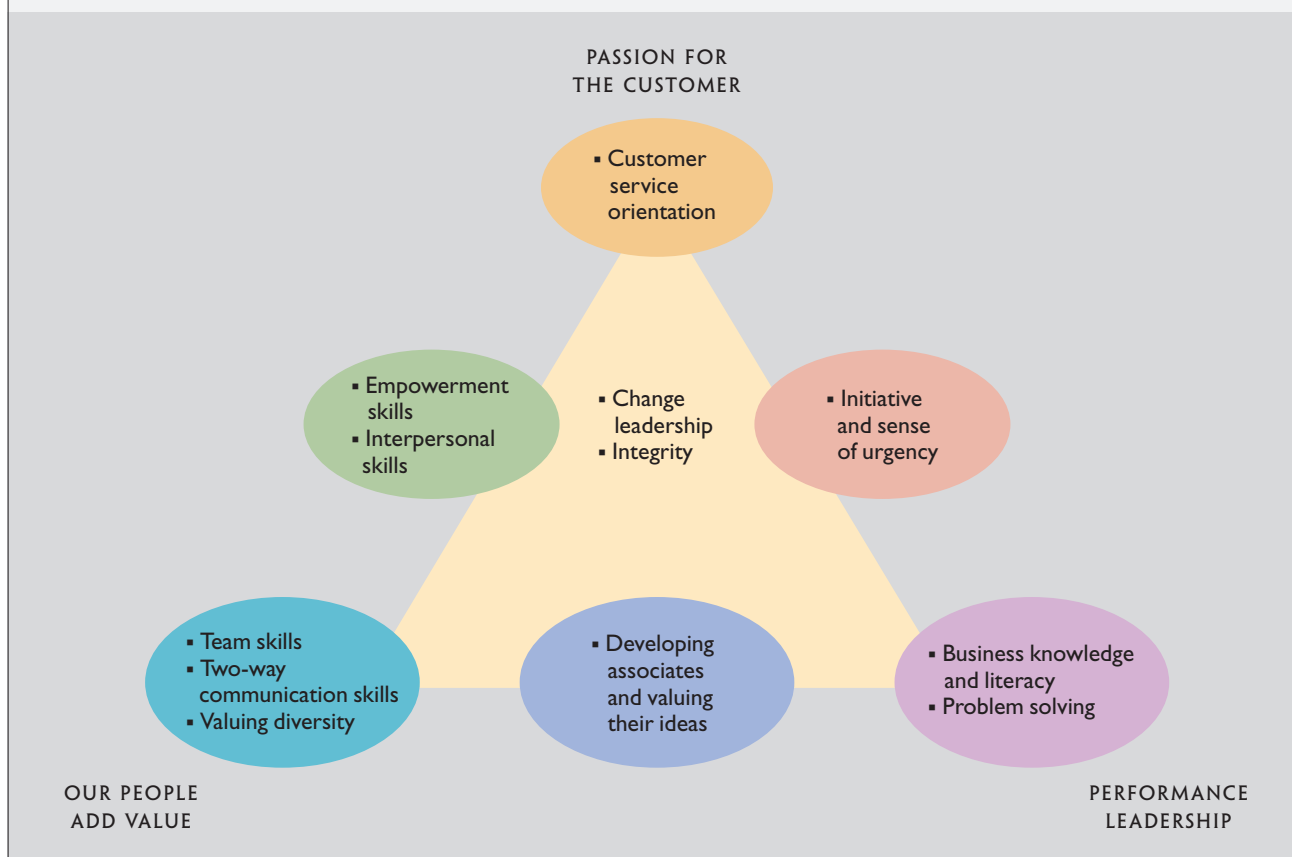 PASSION FOR
THE CUSTOMER
▪ Customer
service
orientation
▪ Empowerment
skills
▪ Interpersonal
skills
▪ Change
leadership
▪ Integrity
▪ Initiative
and sense
of urgency
▪ Team skills
▪ Two-way
communication skills
▪ Valuing diversity
▪ Developing
associates
and valuing
their ideas
▪ Business knowledge
and literacy
▪ Problem solving
OUR PEOPLE
ADD VALUE
PERFORMANCE
LEADERSHIP